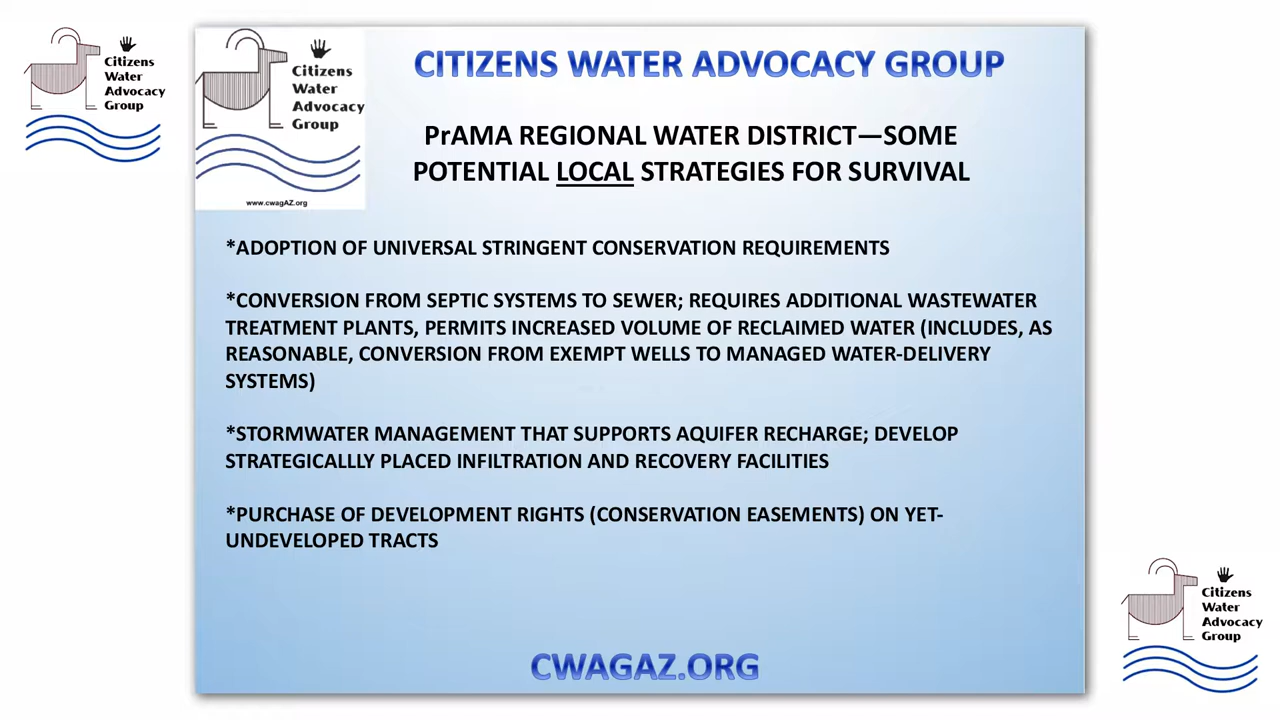 Citizens
Water
Advocacy
Group
Citizens
Water
Advocacy
Group
www.cwagAZ.org
CITIZENS WATER ADVOCACY GROUP
PrAMA REGIONAL WATER DISTRICT—SOME
POTENTIAL LOCAL STRATEGIES FOR SURVIVAL
*ADOPTION OF UNIVERSAL STRINGENT CONSERVATION REQUIREMENTS
*CONVERSION FROM SEPTIC SYSTEMS TO SEWER; REQUIRES ADDITIONAL WASTEWATER
TREATMENT PLANTS, PERMITS INCREASED VOLUME OF RECLAIMED WATER (INCLUDES, AS
REASONABLE, CONVERSION FROM EXEMPT WELLS TO MANAGED WATER-DELIVERY
SYSTEMS)
*STORMWATER MANAGEMENT THAT SUPPORTS AQUIFER RECHARGE; DEVELOP
STRATEGICALLLY PLACED INFILTRATION AND RECOVERY FACILITIES
*PURCHASE OF DEVELOPMENT RIGHTS (CONSERVATION EASEMENTS) ON YET-
UNDEVELOPED TRACTS
CWAGAZ.ORG
Citizens
Water
Advocacy
Group